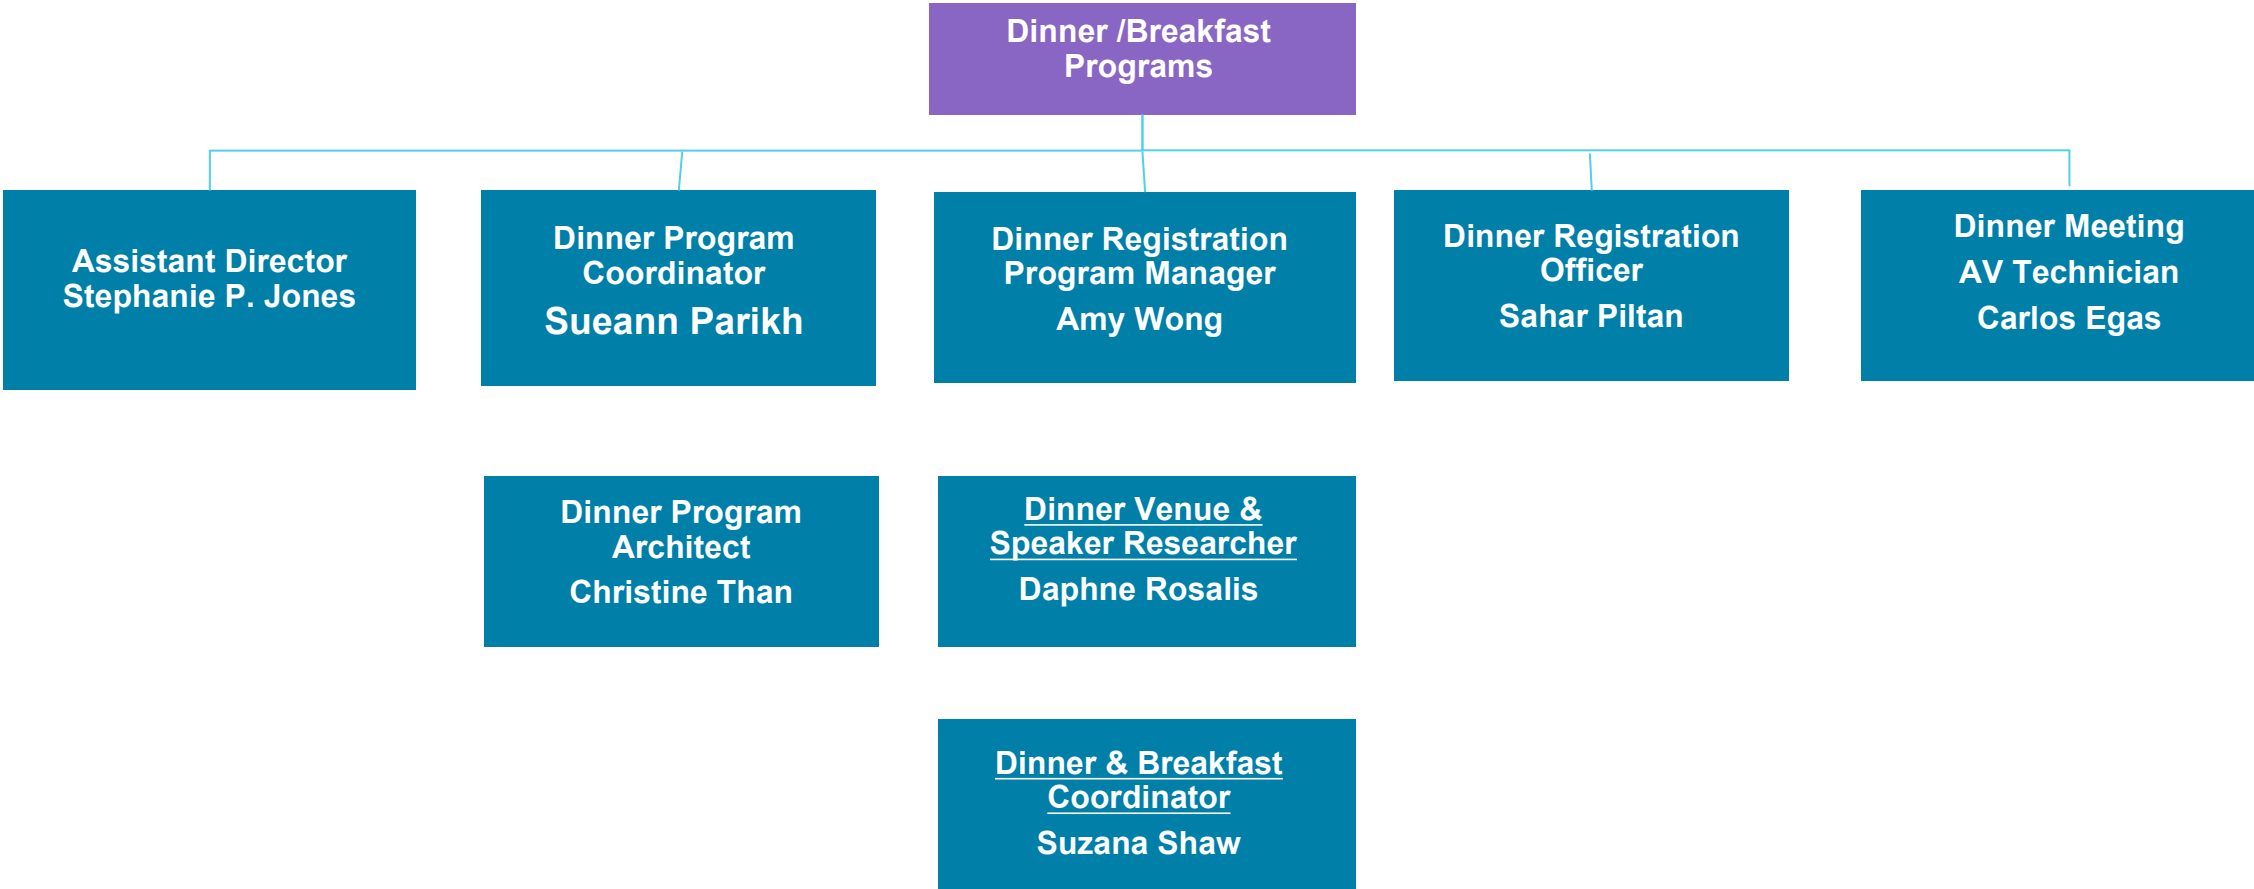 Dinner /Breakfast
Programs
Assistant Director
Stephanie P. Jones
Dinner Program
Coordinator
Sueann Parikh
Dinner Registration
Program Manager
Amy Wong
Dinner Registration
Officer
Sahar Piltan
Dinner Meeting
AV Technician
Carlos Egas
Dinner Program
Architect
Christine Than
Dinner Venue &
Speaker Researcher
Daphne Rosalis
Dinner & Breakfast
Coordinator
Suzana Shaw